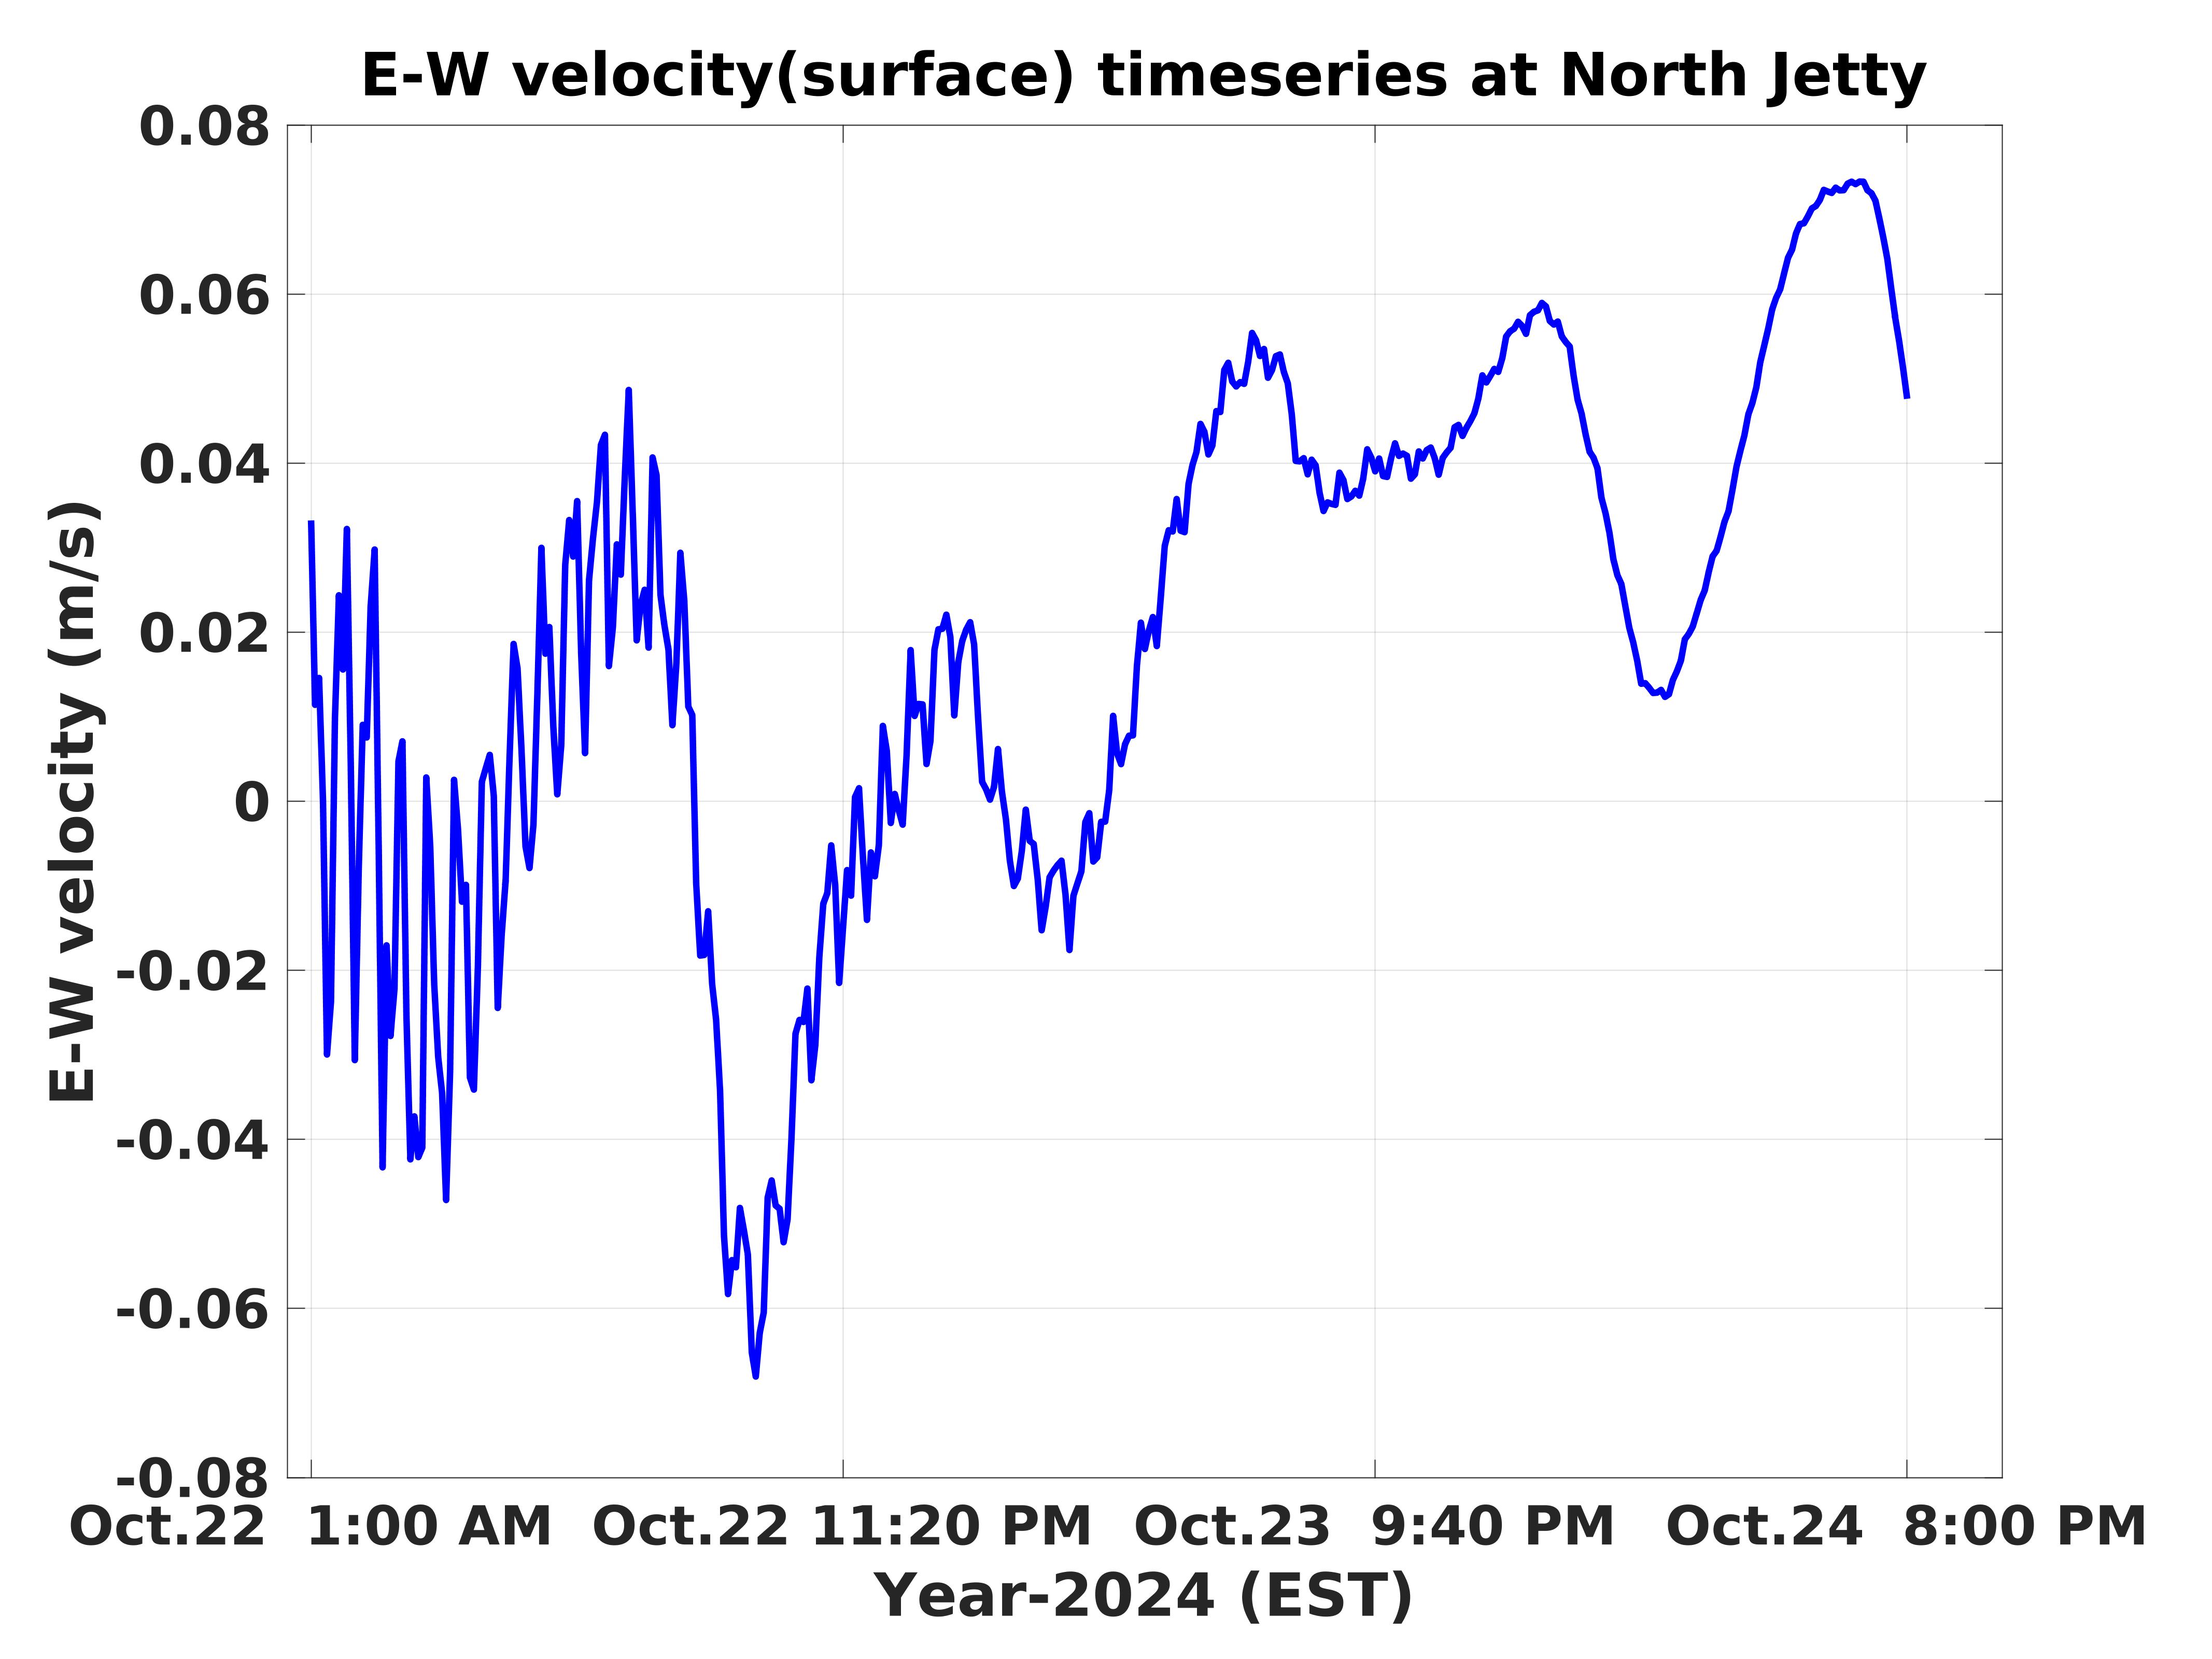 E-W velocity(surface) timeseries at North Jetty
E-W velocity (m/s)
0.08
0.06
0.04
0.02
0
-0.02
-0.04
-0.06
-0.08
Oct.22 1:00 AM
Oct.22 11:20 PM
Oct.23 9:40 PM
Oct.24 8:00 PM
Year-2024 (EST)